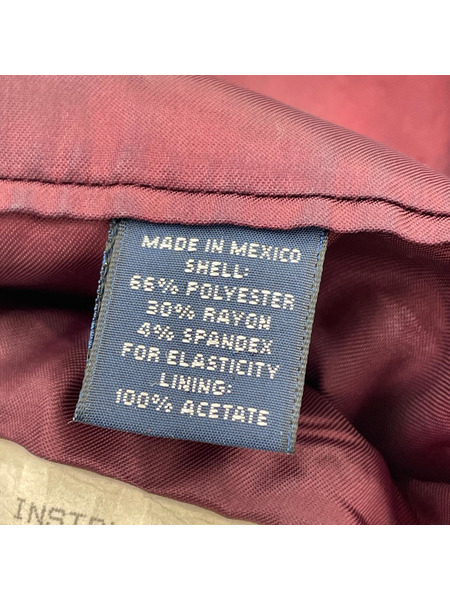 MADE IN MEXICO
SHELL:
66% POLYESTER
30% RAYON
4% SPANDEX
FOR ELASTICITY
LINING:
100% ACETATE